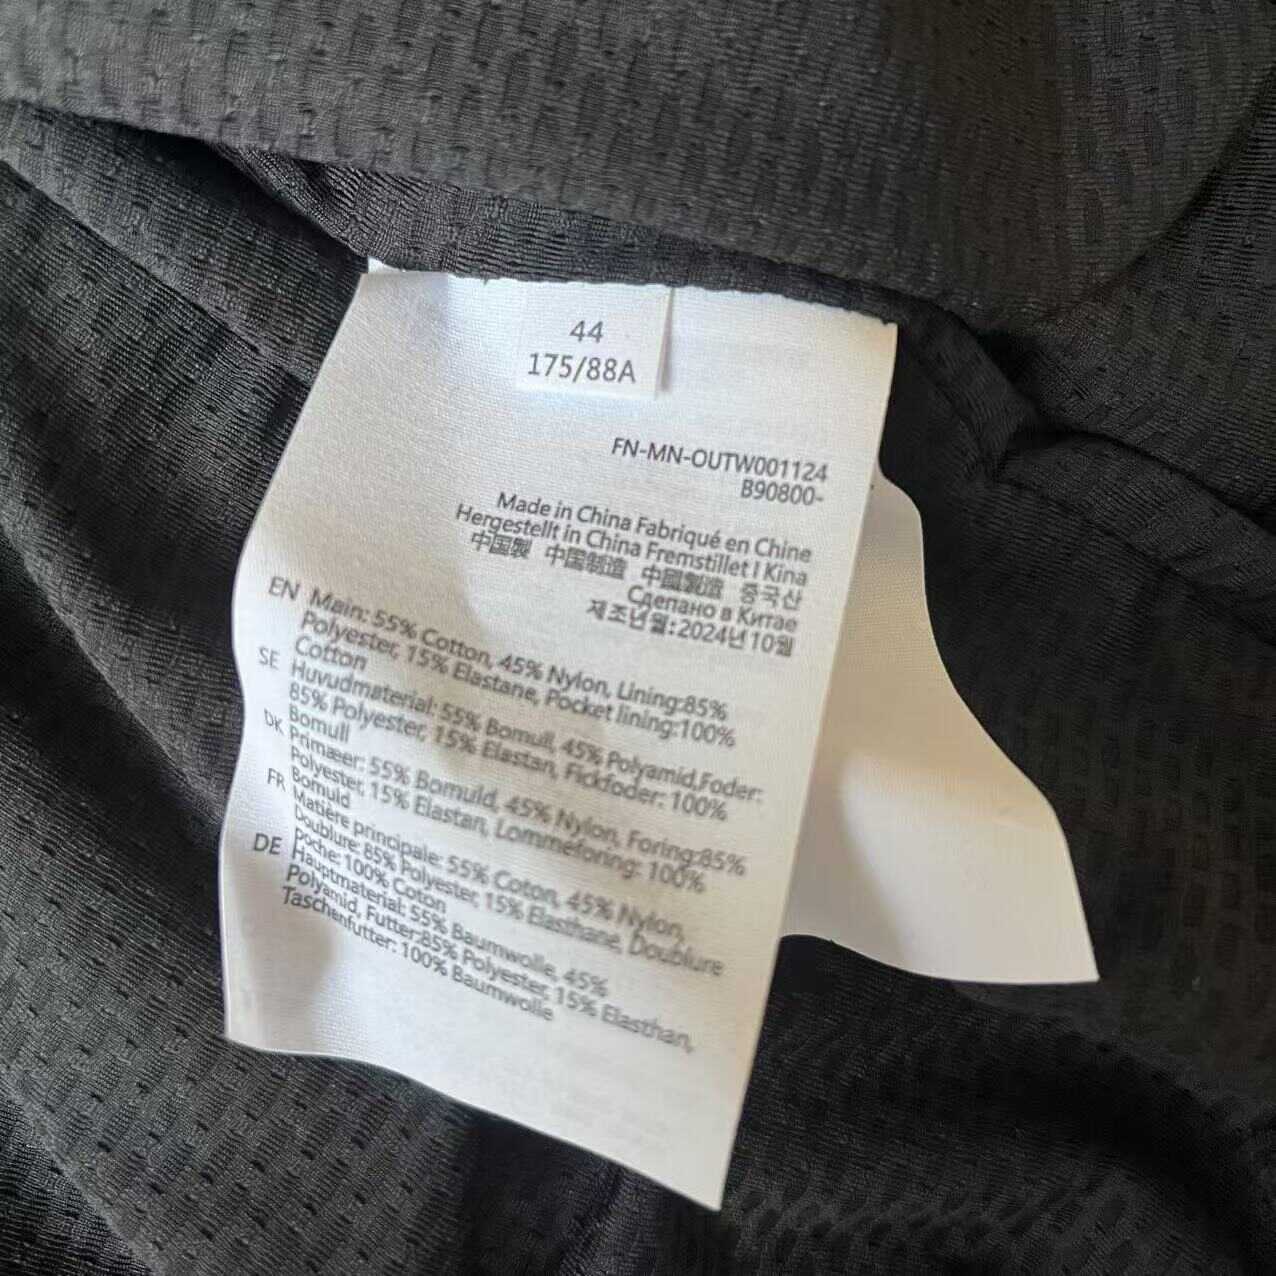 44
175/88A
FN-MN-OUTW001124
B90800-
Made in China Fabriqué en Chine
Hergestellt in China Fremstillet I Kina
中国製 中国制造 中國製造 중국산
Сделано в Китае
제조년월:2024년10월
EN Main: 55% Cotton, 45% Nylon, Lining:85%
Polyester, 15% Elastane, Pocket lining:100%
Cotton
SE Huvudmaterial: 55% Bomull, 45% Polyamid,Foder:
85% Polyester, 15% Elastan, Fickfoder: 100%
Bomull
DK Primæer: 55% Bomuld, 45% Nylon, Foring:85%
Polyester, 15% Elastan, Lommeforing: 100%
Bomuld
FR Matière principale: 55% Coton, 45% Nylon,
Doublure: 85% Polyester, 15% Elasthane, Doublure
poche: 100% Coton
DE Hauptmaterial: 55% Baumwolle, 45%
Polyamid, Futter:85% Polyester, 15% Elasthan,
Taschenfutter: 100% Baumwolle